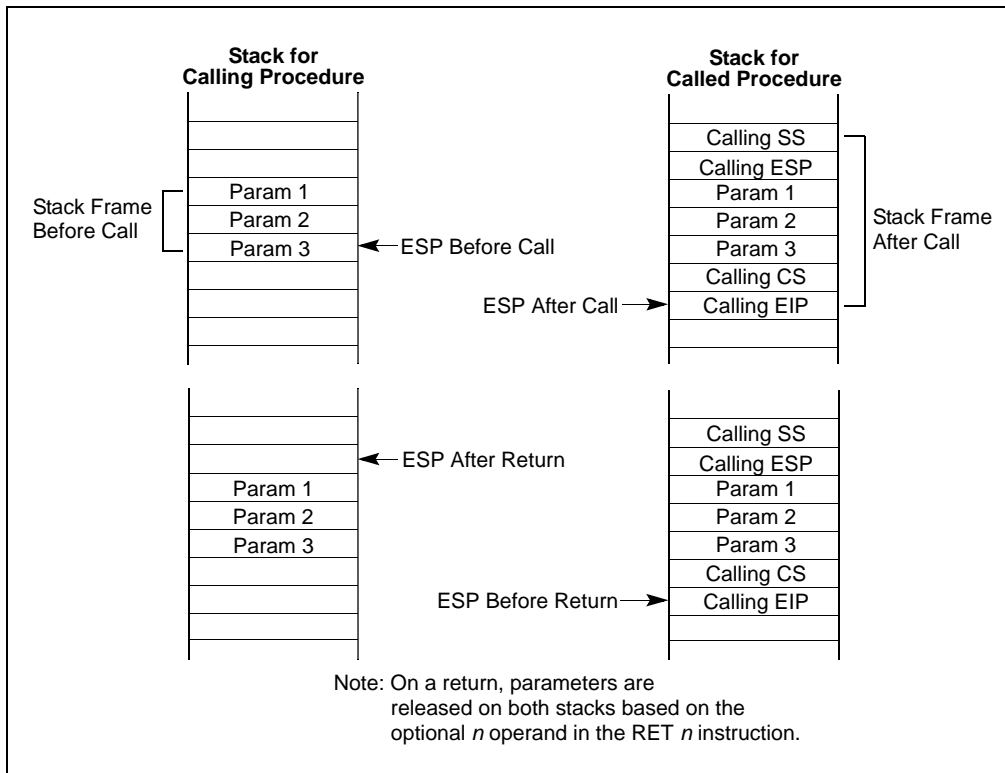 Stack for
Calling Procedure
Stack for
Called Procedure
Stack Frame
Before Call
Param 1
Param 2
Param 3
ESP Before Call
ESP After Call
Calling SS
Calling ESP
Param 1
Param 2
Param 3
Calling CS
Calling EIP
Stack Frame
After Call
ESP After Return
Param 1
Param 2
Param 3
ESP Before Return
Calling SS
Calling ESP
Param 1
Param 2
Param 3
Calling CS
Calling EIP
Note: On a return, parameters are
released on both stacks based on the
optional n operand in the RET n instruction.